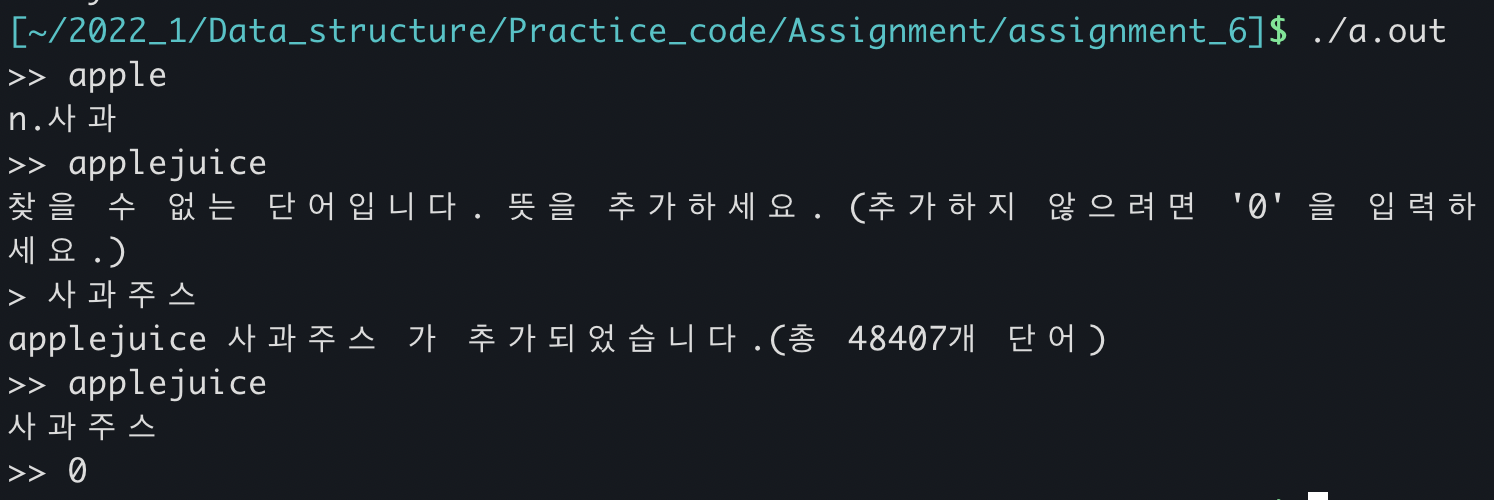 [~/2022_1/Data_structure/Practice_code/Assignment/assignment_6]$ ./a.out
>> apple
n.사과
>> applejuice
찾을 수 없는 단어입니다. 뜻을 추가하세요. (추가하지 않으려면 '0' 을 입력하
세요.)
> 사과주스
applejuice 사과주스 가 추가되었습니다.(총 48407개 단어)
>> applejuice
사과주스
>> 0